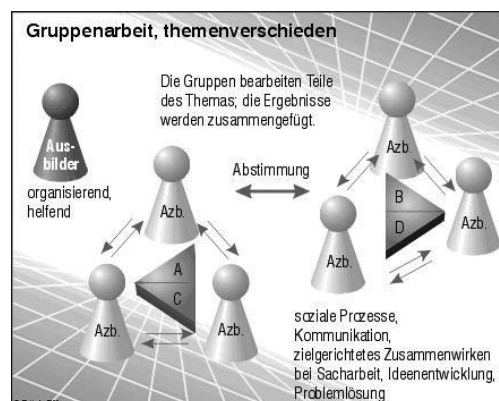 Gruppenarbeit, themenverschieden
Die Gruppen bearbeiten Teile
des Themas; die Ergebnisse
werden zusammengefügt.
Aus-
bilder
organisierend,
helfend
Abstimmung
Azb.
A
C
Azb.
Azb.
Azb.
B
D
Azb.
Azb.
soziale Prozesse,
Kommunikation,
zielgerichtetes Zusammenwirken
bei Sacharbeit, Ideenentwicklung,
Problemlösung